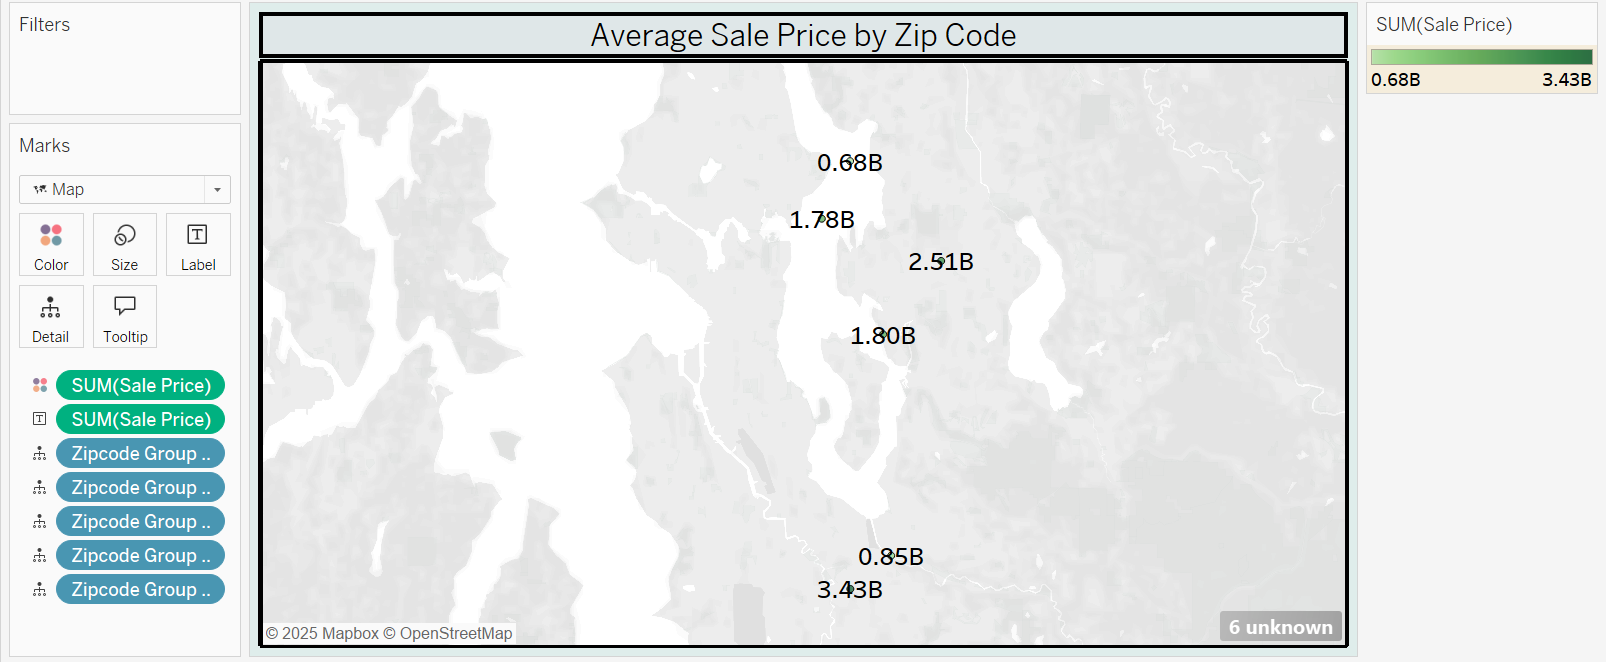 Filters
Marks
Map
Color
Size
Label
Detail
Tooltip
SUM(Sale Price)
SUM(Sale Price)
Zipcode Group ..
Zipcode Group ..
Zipcode Group ..
Zipcode Group ..
Zipcode Group ..
Average Sale Price by Zip Code
0.68B
1.78B
2.51B
1.80B
0.85B
3.43B
© 2025 Mapbox © OpenStreetMap
6 unknown
SUM(Sale Price)
0.68B 3.43B